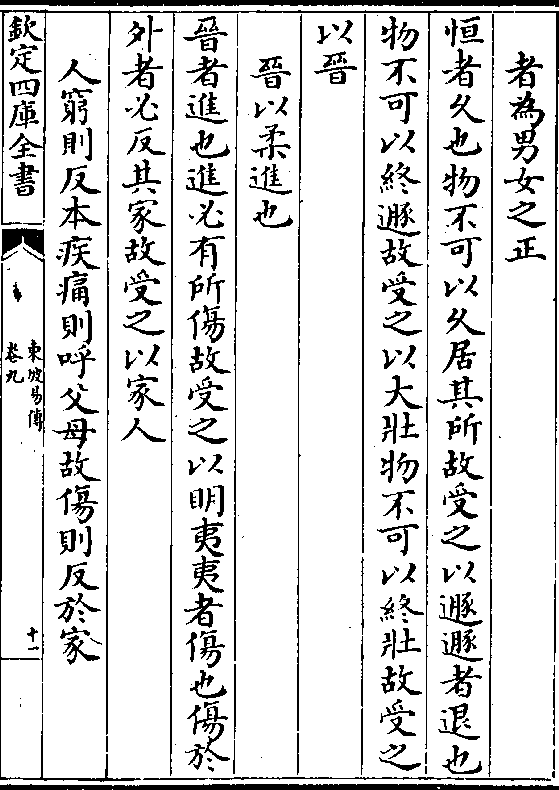 者為男女之正
恒者久也物不可以久居其所故受之以遯遯者退也
物不可以終遯故受之以大壯物不可以終壯故受之
以晉
晉以柔進也
晉者進也進必有所傷故受之以明夷夷者傷也傷於
外者必反其家故受之以家人
人窮則反本疾痛則呼父母故傷則反於家
欽定四庫全書
東坡易傳
卷九
十一